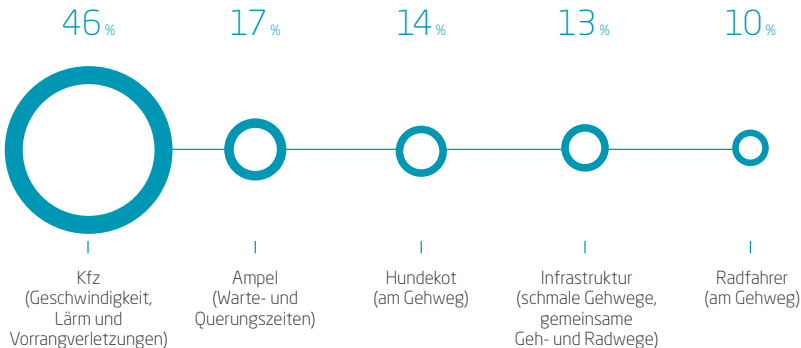 46 %
17 %
14 %
13 %
10 %
Kfz
(Geschwindigkeit,
Lärm und
Vorrangverletzungen)
Ampel
(Warte- und
Querungszeiten)
Hundekot
(am Gehweg)
Infrastruktur
(schmale Gehwege,
gemeinsame
Geh- und Radwege)
Radfahrer
(am Gehweg)